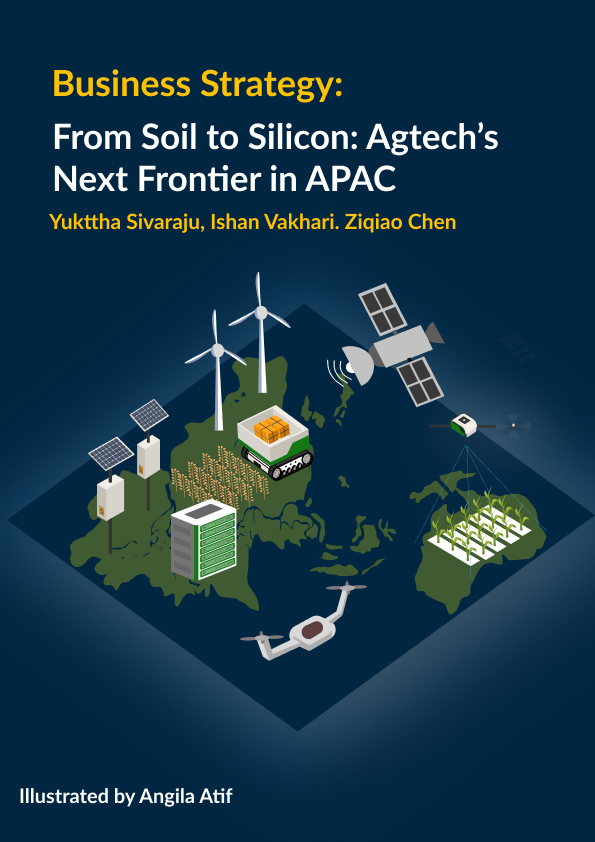 Business Strategy:
From Soil to Silicon: Agtech’s
Next Frontier in APAC
Yukttha Sivaraju, Ishan Vakhari. Ziqiao Chen
Illustrated by Angila Atif